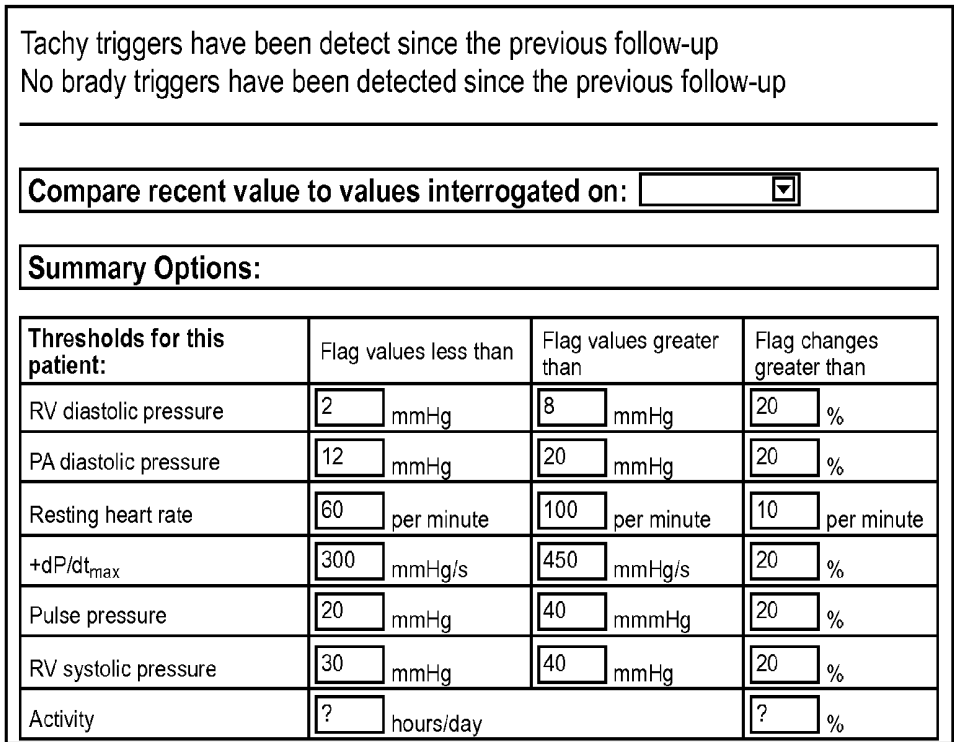 Tachy triggers have been detect since the previous follow-up
No brady triggers have been detected since the previous follow-up
Compare recent value to values interrogated on:
Summary Options:
Thresholds for this patient: Flag values less than Flag values greater than Flag changes greater than
RV diastolic pressure 2 mmHg 8 mmHg 20 %
PA diastolic pressure 12 mmHg 20 mmHg 20 %
Resting heart rate 60 per minute 100 per minute 10 per minute
+dP/dtmax 300 mmHg/s 450 mmHg/s 20 %
Pulse pressure 20 mmHg 40 mmmHg 20 %
RV systolic pressure 30 mmHg 40 mmHg 20 %
Activity ? hours/day ? %